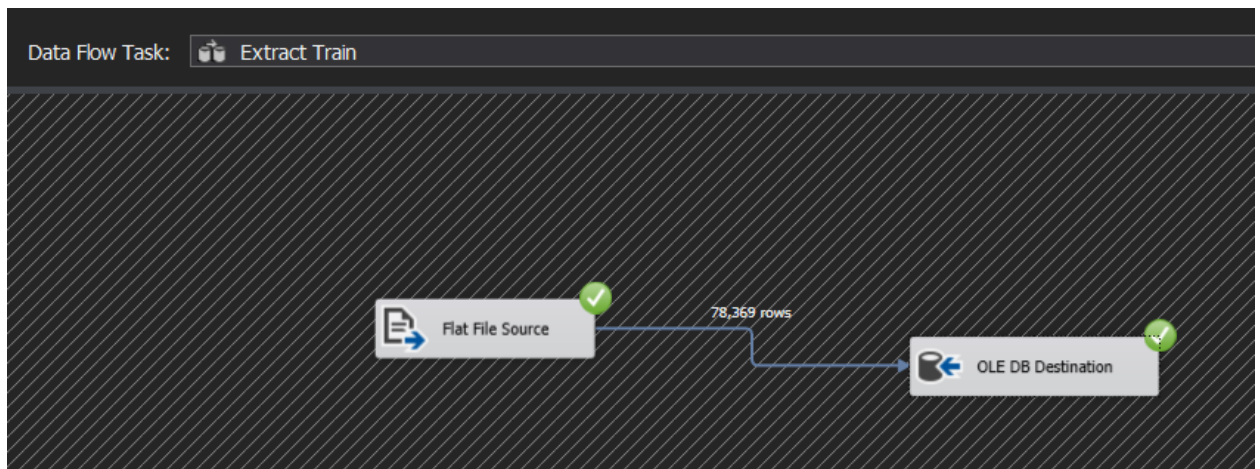 Data Flow Task: Extract Train
78,369 rows
Flat File Source
OLE DB Destination